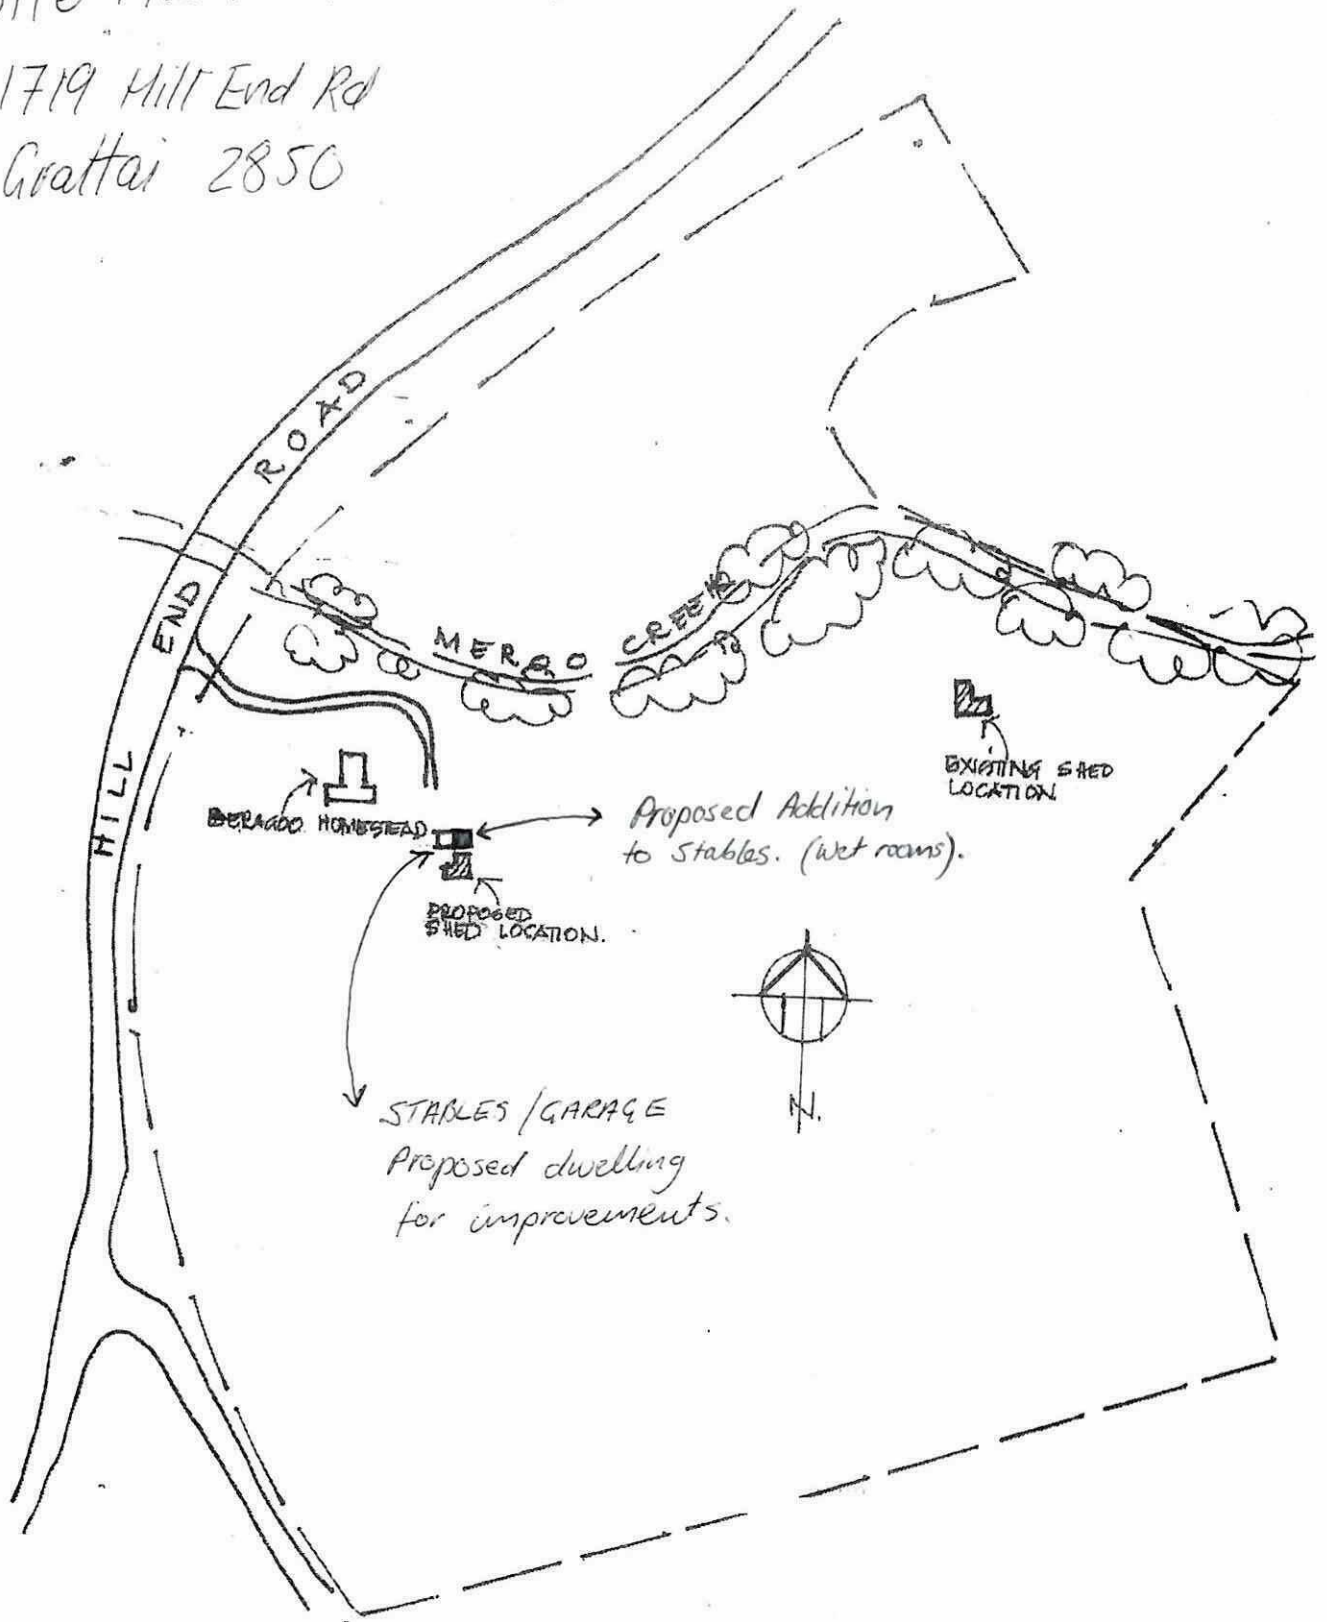 1719 Hill End Rd
Grattai 2850
HILL END ROAD
MEROO CREEK
EXISTING SHED
LOCATION
BERAGOO HOMESTEAD
Proposed Addition
to Stables. (wet rooms).
PROPOSED
SHED LOCATION.
N.
STABLES / GARAGE
Proposed dwelling
for improvements.